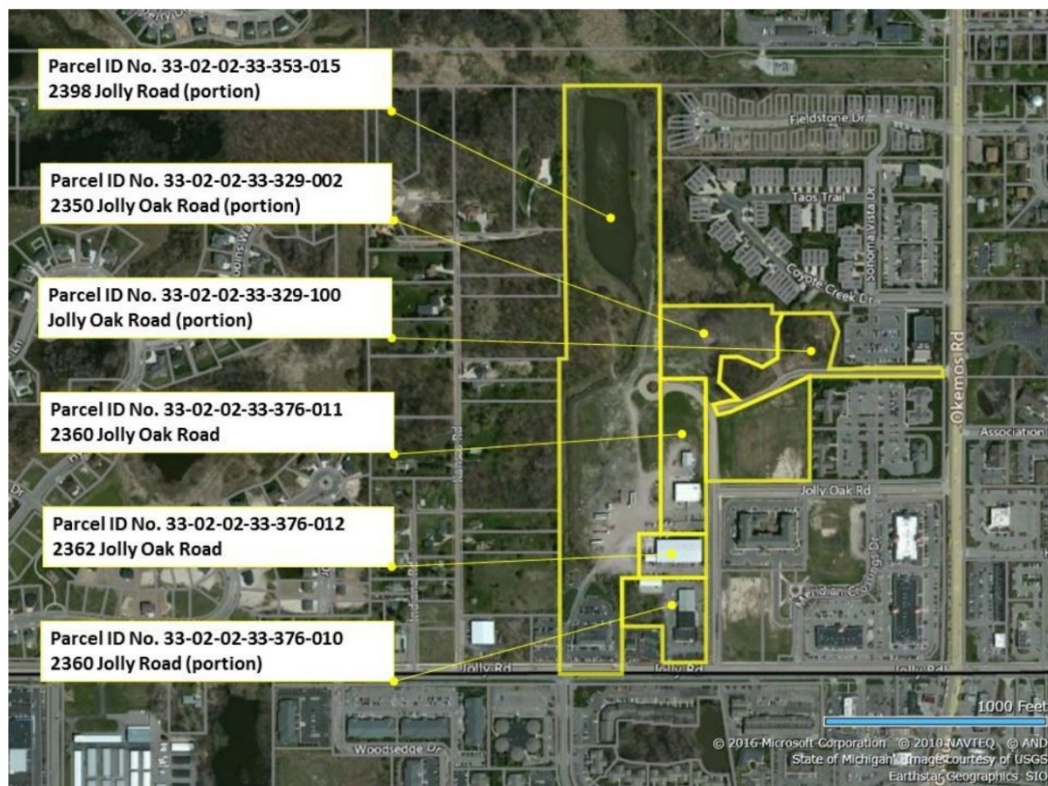 Parcel ID No. 33-02-02-33-353-015
2398 Jolly Road (portion)
Parcel ID No. 33-02-02-33-329-002
2350 Jolly Oak Road (portion)
Parcel ID No. 33-02-02-33-329-100
Jolly Oak Road (portion)
Parcel ID No. 33-02-02-33-376-011
2360 Jolly Oak Road
Parcel ID No. 33-02-02-33-376-012
2362 Jolly Oak Road
Parcel ID No. 33-02-02-33-376-010
2360 Jolly Road (portion)
Fieldstone Dr
Taos Trail
Sonoma Vista Dr
Coyote Creek Dr
Okemos Rd
Association
Jolly Oak Rd
Meridian Crossings Dr
Kansas Rd
Indiana Rd
Jolly Rd
Jolly Rd
Jolly Rd
Woodsedge Dr
1000 Feet
© 2016 Microsoft Corporation © 2010 NAVTEQ © AND
State of Michigan Image courtesy of USGS
Earthstar Geographics SIO